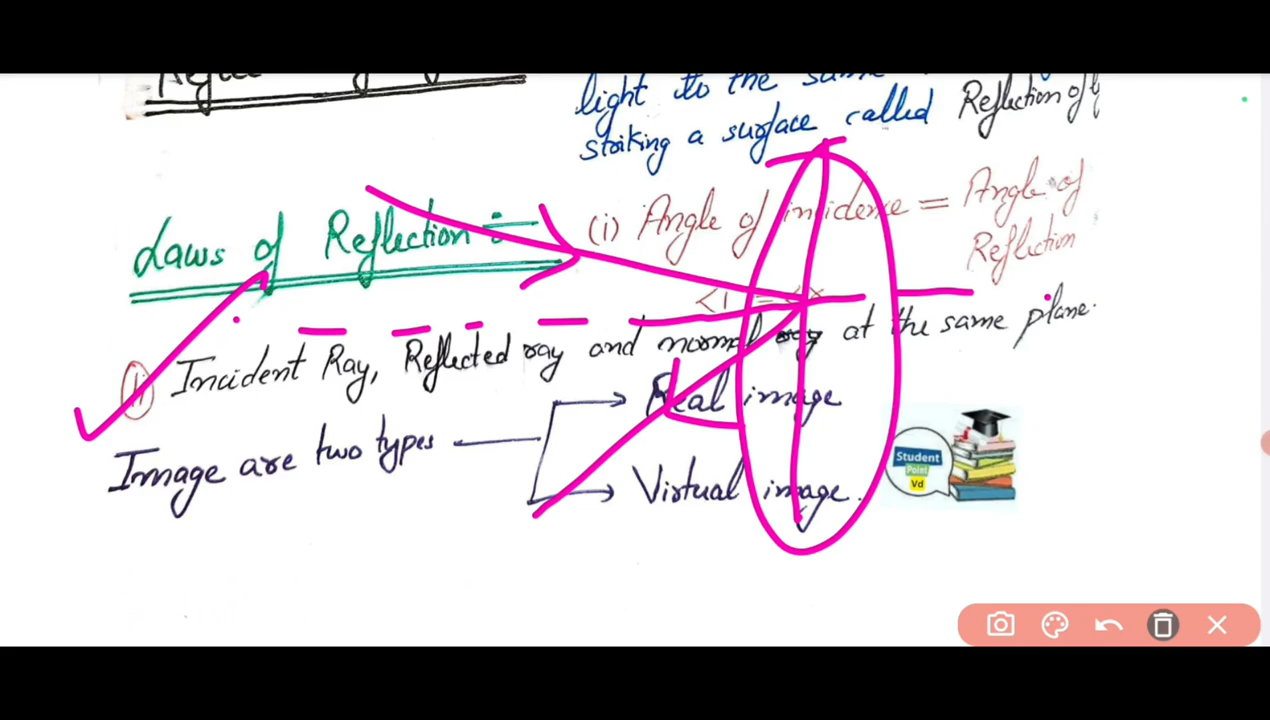 light to the same
striking a surface called Reflection of
Laws of Reflection :- (i) Angle of incidence = Angle of
Reflection
<i = <r
(ii) Incident Ray, Reflected ray and normal at the same plane.
Image are two types
Real image
Virtual image.
Student
Point
Vd